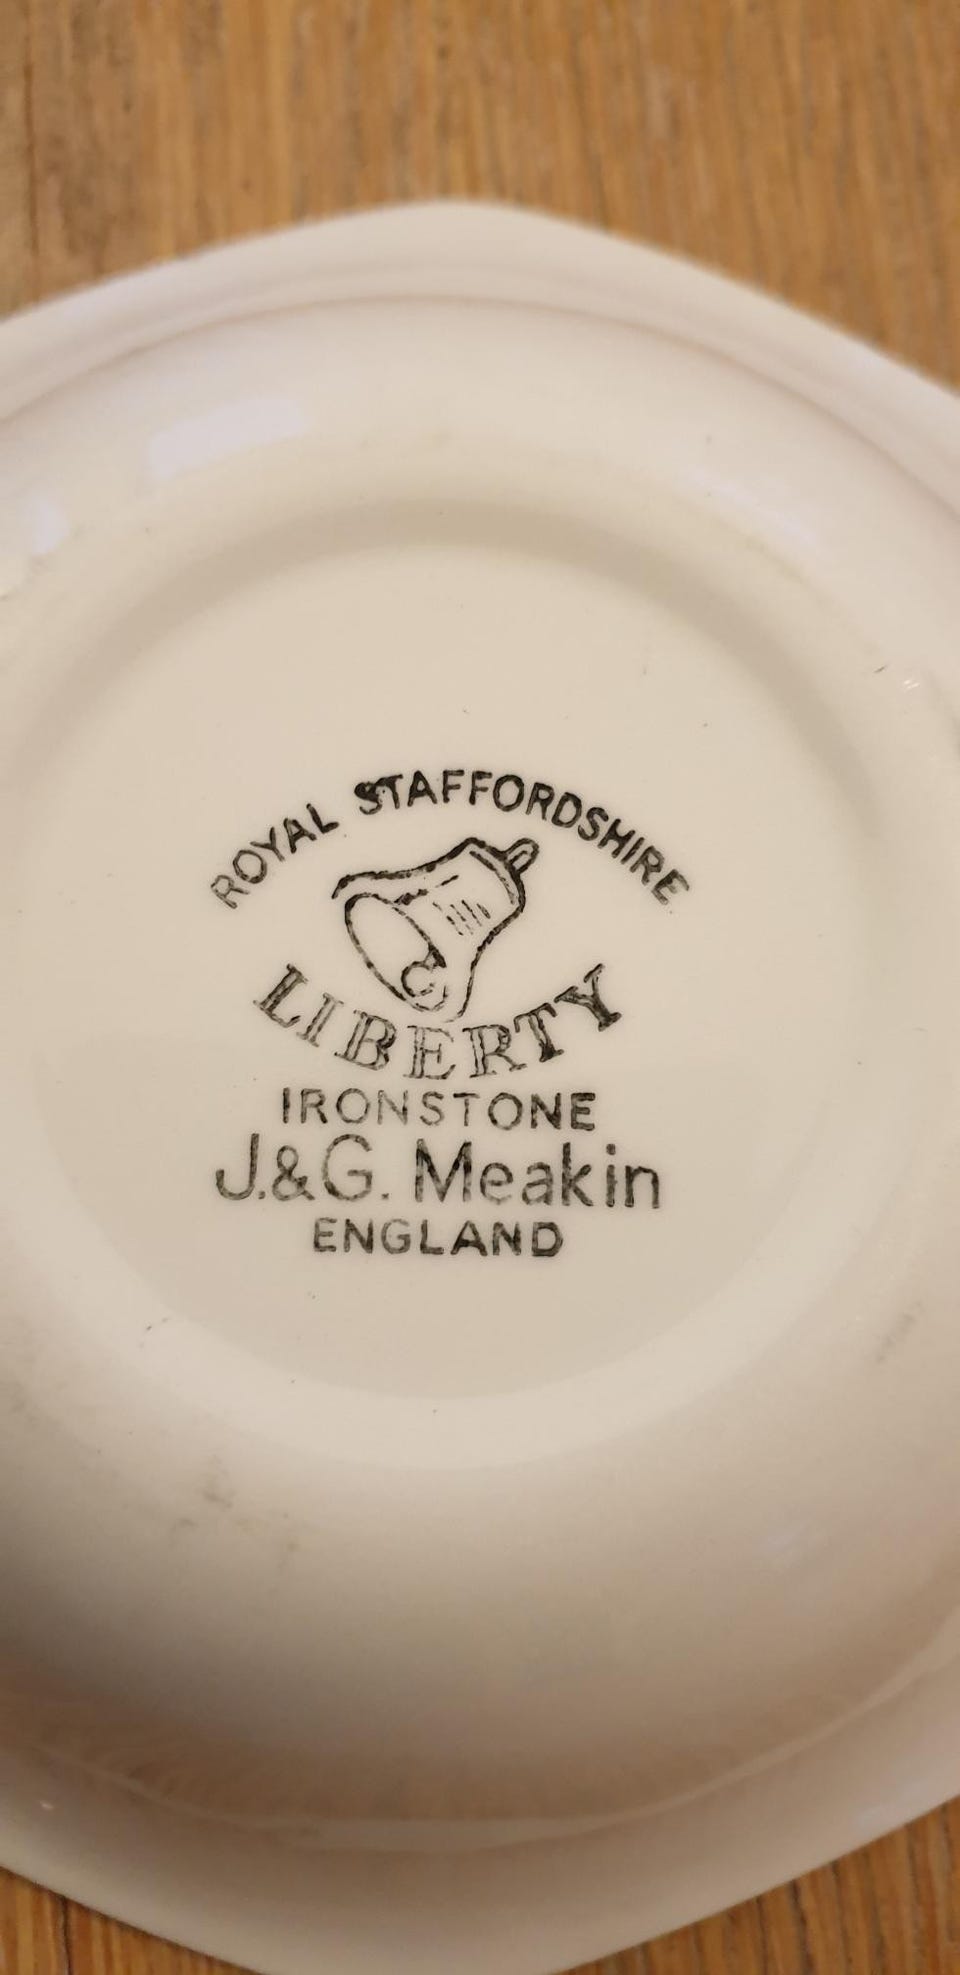 ROYAL STAFFORDSHIRE
LIBERTY
IRONSTONE
J.&G. Meakin
ENGLAND